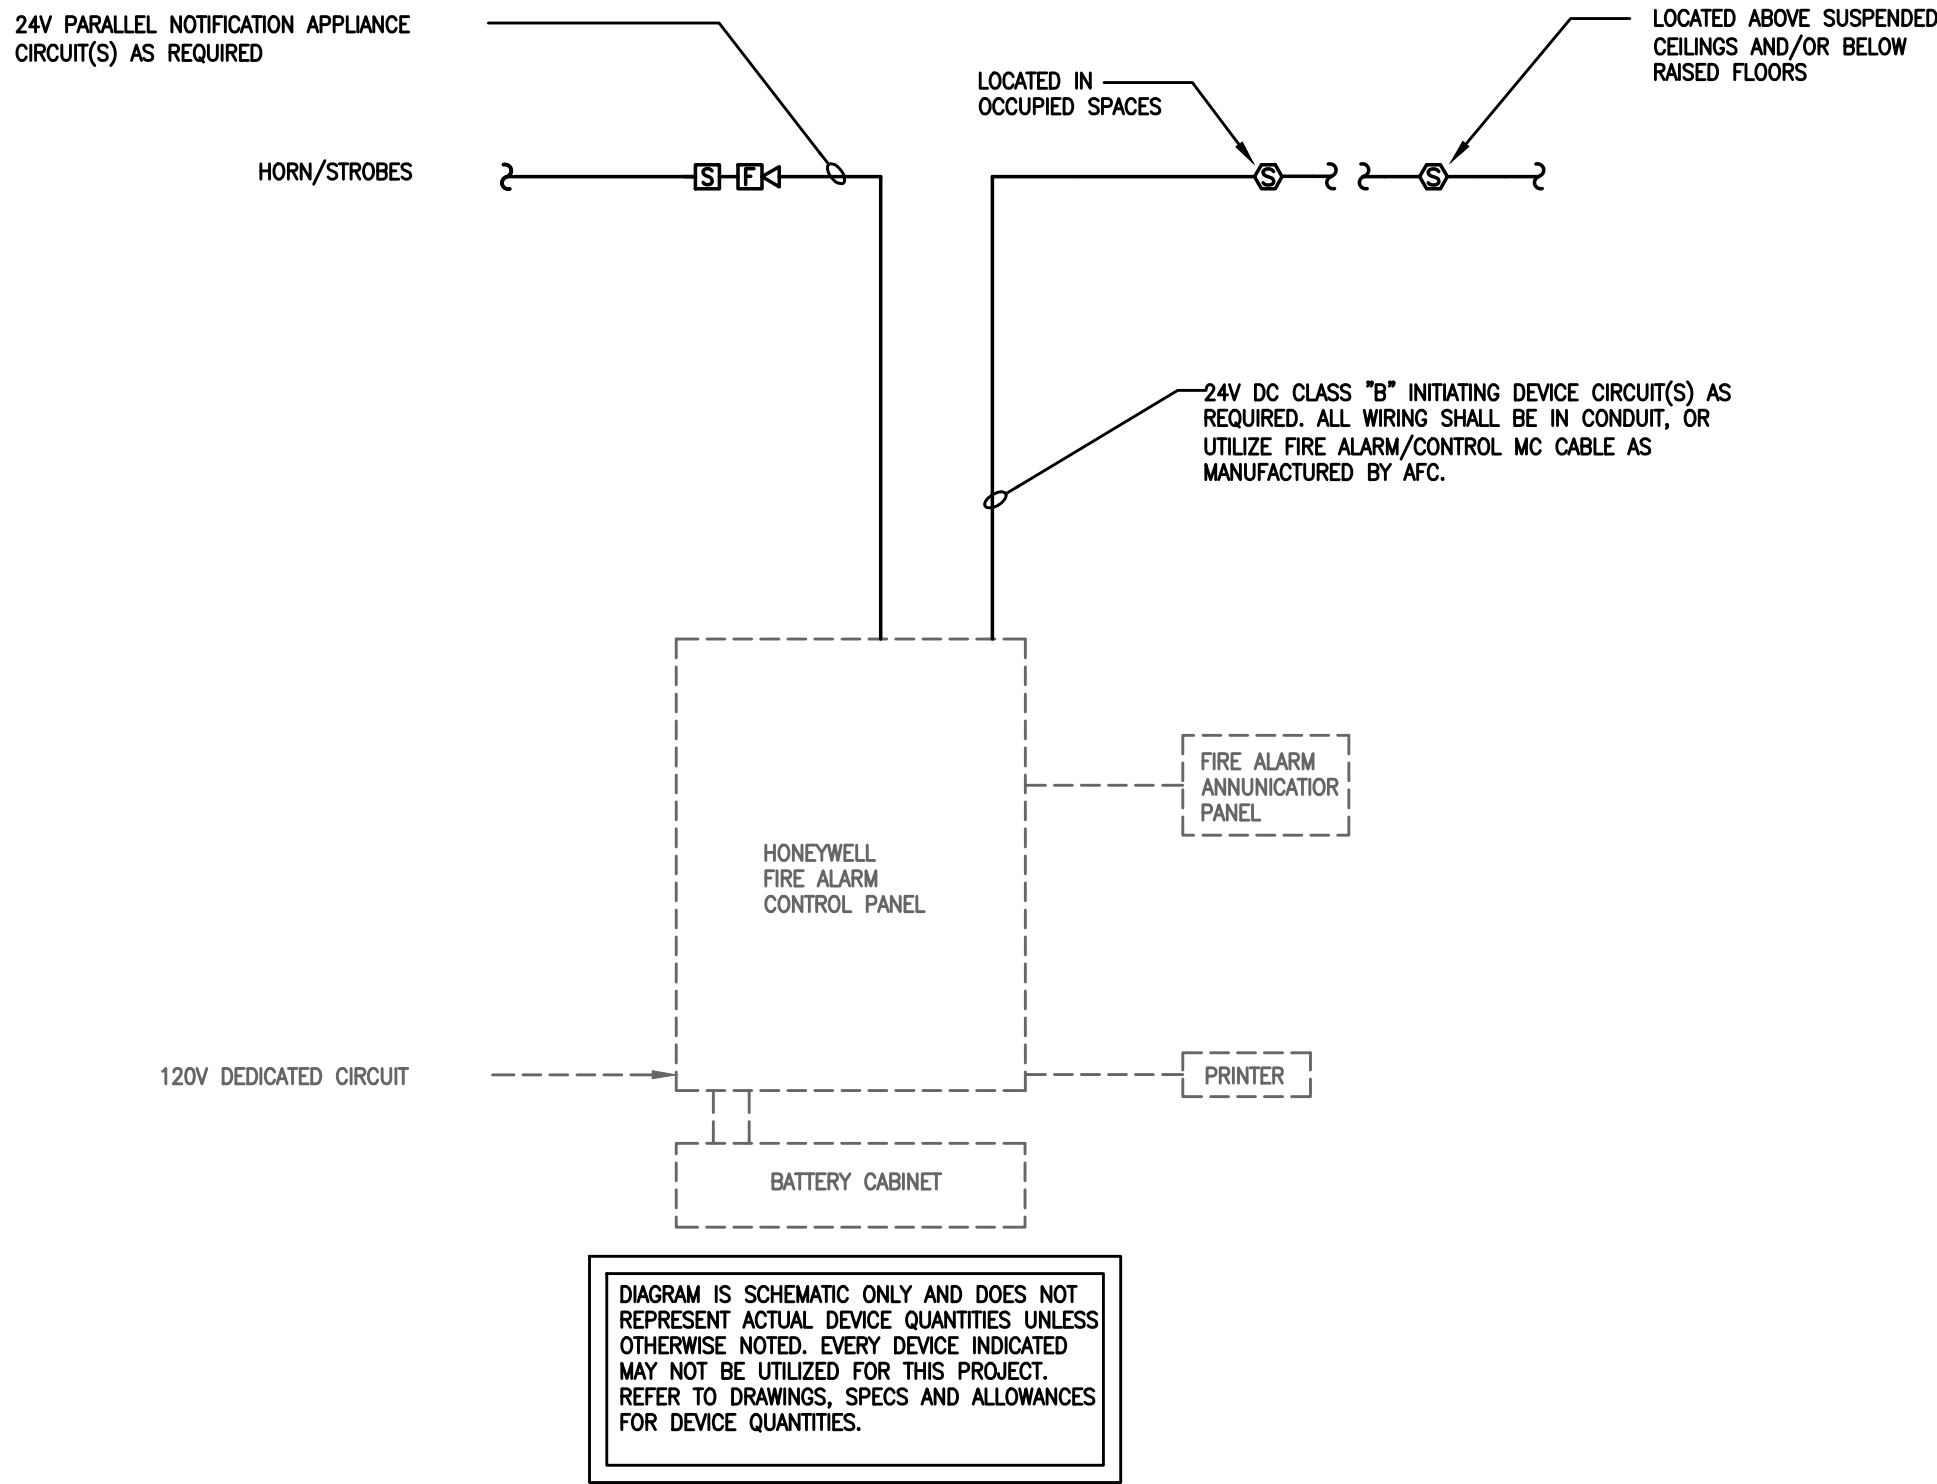 24V PARALLEL NOTIFICATION APPLIANCE
CIRCUIT(S) AS REQUIRED
LOCATED IN
OCCUPIED SPACES
LOCATED ABOVE SUSPENDED
CEILINGS AND/OR BELOW
RAISED FLOORS
HORN/STROBES
S
F
S
S
24V DC CLASS "B" INITIATING DEVICE CIRCUIT(S) AS
REQUIRED. ALL WIRING SHALL BE IN CONDUIT, OR
UTILIZE FIRE ALARM/CONTROL MC CABLE AS
MANUFACTURED BY AFC.
FIRE ALARM
ANNUNICATIOR
PANEL
HONEYWELL
FIRE ALARM
CONTROL PANEL
120V DEDICATED CIRCUIT
PRINTER
BATTERY CABINET
DIAGRAM IS SCHEMATIC ONLY AND DOES NOT
REPRESENT ACTUAL DEVICE QUANTITIES UNLESS
OTHERWISE NOTED. EVERY DEVICE INDICATED
MAY NOT BE UTILIZED FOR THIS PROJECT.
REFER TO DRAWINGS, SPECS AND ALLOWANCES
FOR DEVICE QUANTITIES.